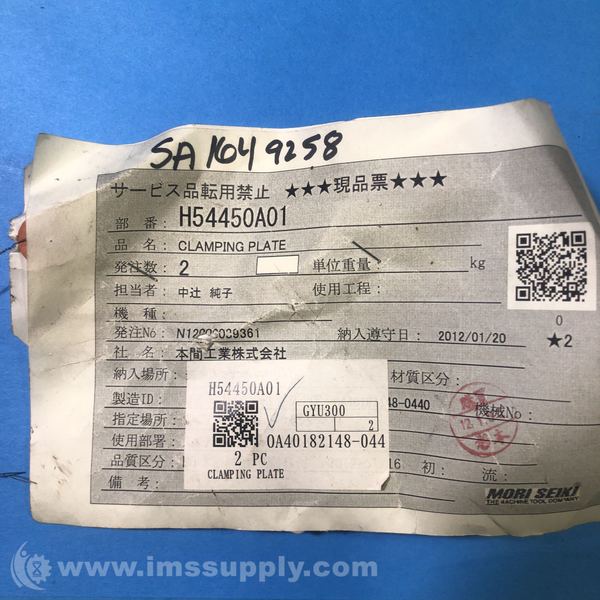 SA K04 9258
サービス品転用禁止 ★★★現品票★★★
部 番: H54450A01
品 名: CLAMPING PLATE
発注数: 2 単位重量: kg
担当者: 中辻 純子 使用工程:
0
機 種:
★2
発注No: 納入遵守日: 2012/01/20
社 名: 本間工業株式会社
納入場所: 材質区分:
H54450A01
製造ID: 48-0440 機械No:
GYU300
指定場所: 2
使用部署: 0A40182148-044
2 PC
品質区分: 16 初 流:
CLAMPING PLATE
備 考:
MORI SEIKI
THE MACHINE TOOL COMPANY
www.imssupply.com